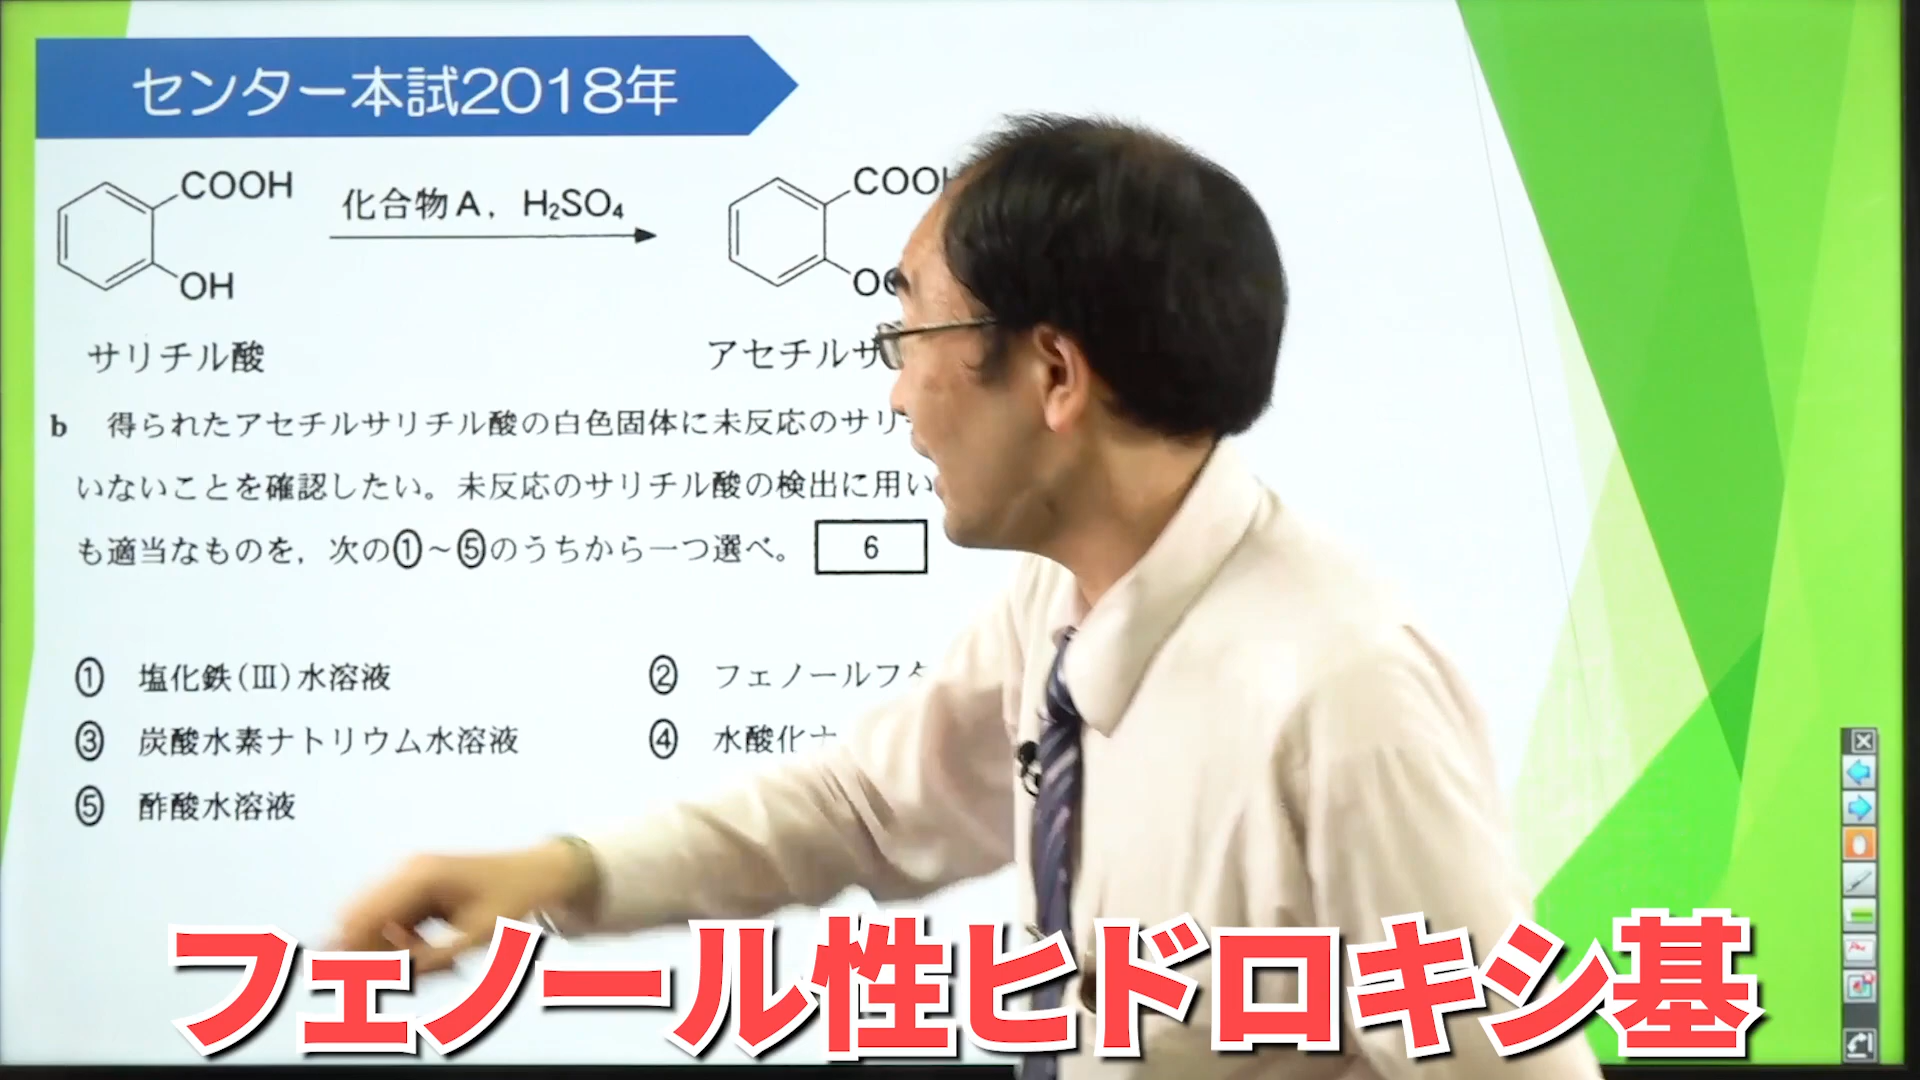 センター本試2018年
COOH
OH
化合物A，H₂SO₄
サリチル酸
アセチルサ
b 得られたアセチルサリチル酸の白色固体に未反応のサリ
いないことを確認したい。未反応のサリチル酸の検出に用い
も適当なものを，次の①～⑤のうちから一つ選べ。 6
① 塩化鉄(Ⅲ)水溶液
② フェノールフタ
③ 炭酸水素ナトリウム水溶液
④ 水酸化ナ
⑤ 酢酸水溶液
フェノール性ヒドロキシ基